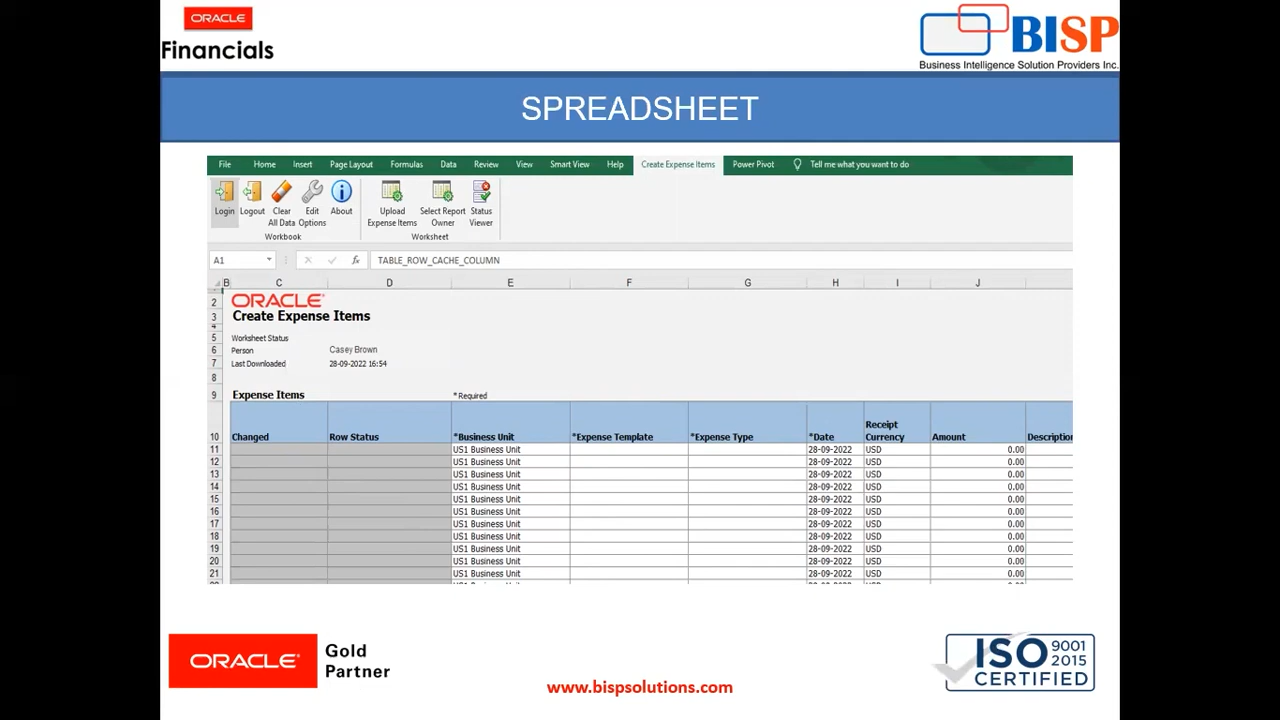 ORACLE
Financials
BISP
Business Intelligence Solution Providers Inc.
SPREADSHEET
File Home Insert Page Layout Formulas Data Review View Smart View Help Create Expense Items Power Pivot Tell me what you want to do
Login Logout Clear All Data Edit Options About Upload Expense Items Select Report Owner Status Viewer
Workbook Worksheet
A1 fx TABLE_ROW_CACHE_COLUMN
B C D E F G H I J
2 ORACLE
3 Create Expense Items
4
5 Worksheet Status
6 Person Casey Brown
7 Last Downloaded 28-09-2022 16:54
8
9 Expense Items *Required
10 Changed Row Status *Business Unit *Expense Template *Expense Type *Date Receipt Currency Amount Description
11 US1 Business Unit 28-09-2022 USD 0.00
12 US1 Business Unit 28-09-2022 USD 0.00
13 US1 Business Unit 28-09-2022 USD 0.00
14 US1 Business Unit 28-09-2022 USD 0.00
15 US1 Business Unit 28-09-2022 USD 0.00
16 US1 Business Unit 28-09-2022 USD 0.00
17 US1 Business Unit 28-09-2022 USD 0.00
18 US1 Business Unit 28-09-2022 USD 0.00
19 US1 Business Unit 28-09-2022 USD 0.00
20 US1 Business Unit 28-09-2022 USD 0.00
21 US1 Business Unit 28-09-2022 USD 0.00
ORACLE Gold
Partner
www.bispsolutions.com
ISO 9001
2015
CERTIFIED